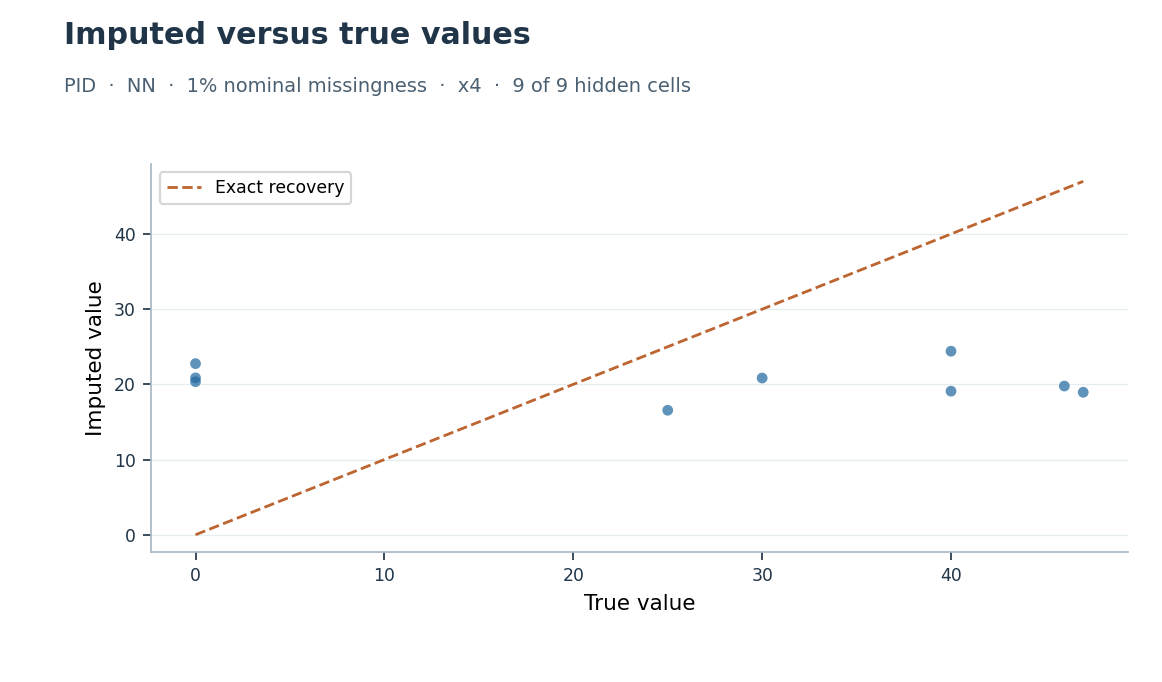 Imputed versus true values
PID · NN · 1% nominal missingness · x4 · 9 of 9 hidden cells
Exact recovery
40
30
20
10
0
Imputed value
0 10 20 30 40
True value